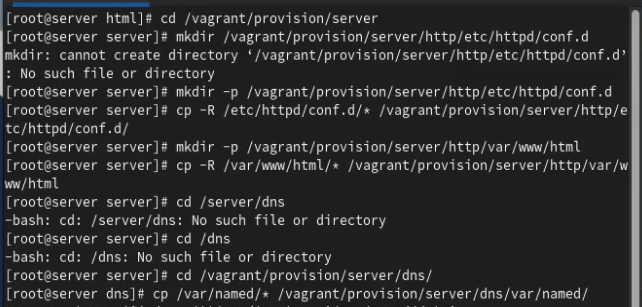 [root@server html]# cd /vagrant/provision/server
[root@server server]# mkdir /vagrant/provision/server/http/etc/httpd/conf.d
mkdir: cannot create directory ‘/vagrant/provision/server/http/etc/httpd/conf.d’
: No such file or directory
[root@server server]# mkdir -p /vagrant/provision/server/http/etc/httpd/conf.d
[root@server server]# cp -R /etc/httpd/conf.d/* /vagrant/provision/server/http/e
tc/httpd/conf.d/
[root@server server]# mkdir -p /vagrant/provision/server/http/var/www/html
[root@server server]# cp -R /var/www/html/* /vagrant/provision/server/http/var/w
ww/html
[root@server server]# cd /server/dns
-bash: cd: /server/dns: No such file or directory
[root@server server]# cd /dns
-bash: cd: /dns: No such file or directory
[root@server server]# cd /vagrant/provision/server/dns/
[root@server dns]# cp /var/named/* /vagrant/provision/server/dns/var/named/